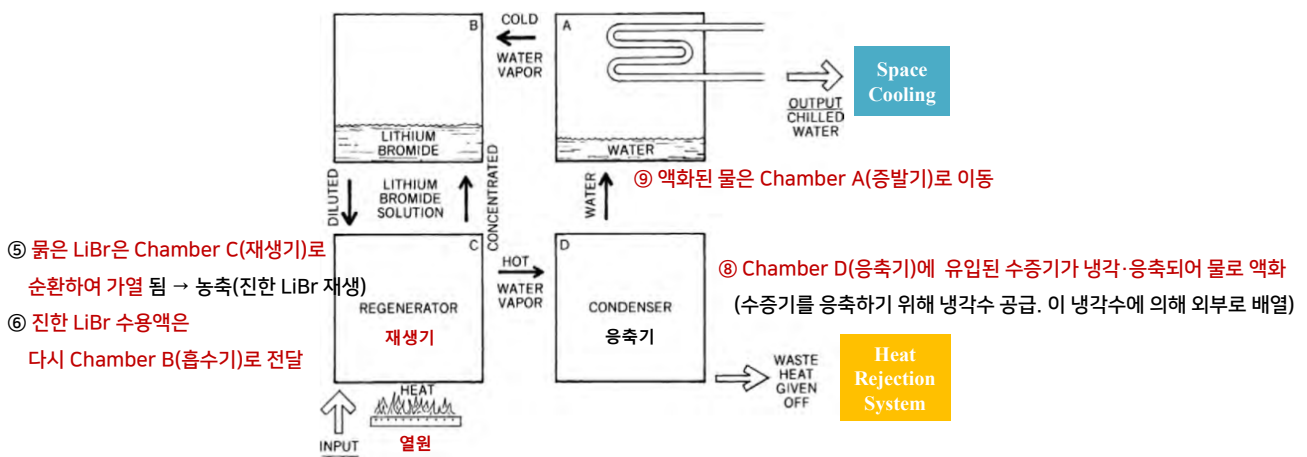 B
COLD
WATER
VAPOR
A
OUTPUT
CHILLED
WATER
Space
Cooling
LITHIUM
BROMIDE
WATER
DILUTED
LITHIUM
BROMIDE
SOLUTION
CONCENTRATED
WATER
⑨ 액화된 물은 Chamber A(증발기)로 이동
⑤ 묽은 LiBr은 Chamber C(재생기)로
순환하여 가열 됨 → 농축(진한 LiBr 재생)
⑥ 진한 LiBr 수용액은
다시 Chamber B(흡수기)로 전달
C
REGENERATOR
재생기
HOT
WATER
VAPOR
D
CONDENSER
응축기
⑧ Chamber D(응축기)에 유입된 수증기가 냉각·응축되어 물로 액화
(수증기를 응축하기 위해 냉각수 공급. 이 냉각수에 의해 외부로 배열)
WASTE
HEAT
GIVEN
OFF
Heat
Rejection
System
HEAT
INPUT
열원